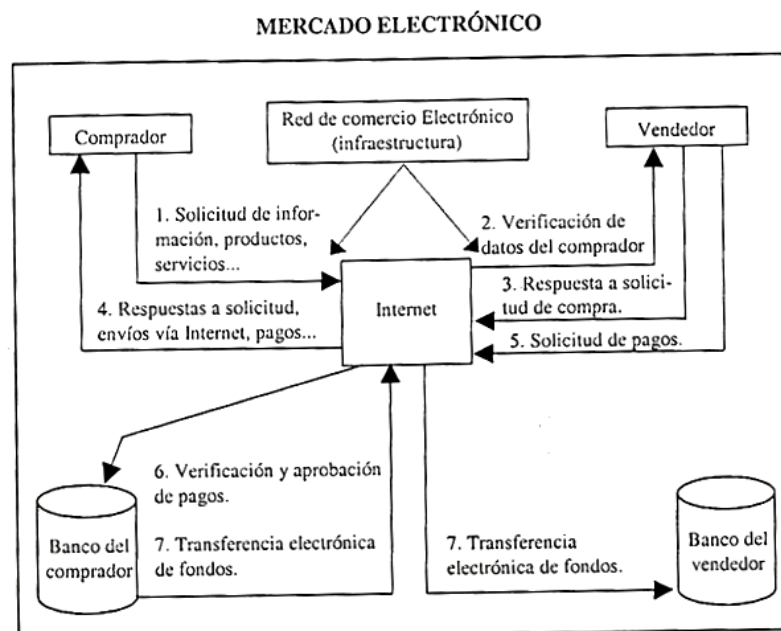 MERCADO ELECTRÓNICO
Comprador
Red de comercio Electrónico
(infraestructura)
Vendedor
1. Solicitud de infor-
mación, productos,
servicios...
2. Verificación de
datos del comprador
4. Respuestas a solicitud,
envíos vía Internet, pagos...
Internet
3. Respuesta a solici-
tud de compra.
5. Solicitud de pagos.
6. Verificación y aprobación
de pagos.
Banco del
comprador
7. Transferencia electrónica
de fondos.
7. Transferencia
electrónica de fondos.
Banco del
vendedor